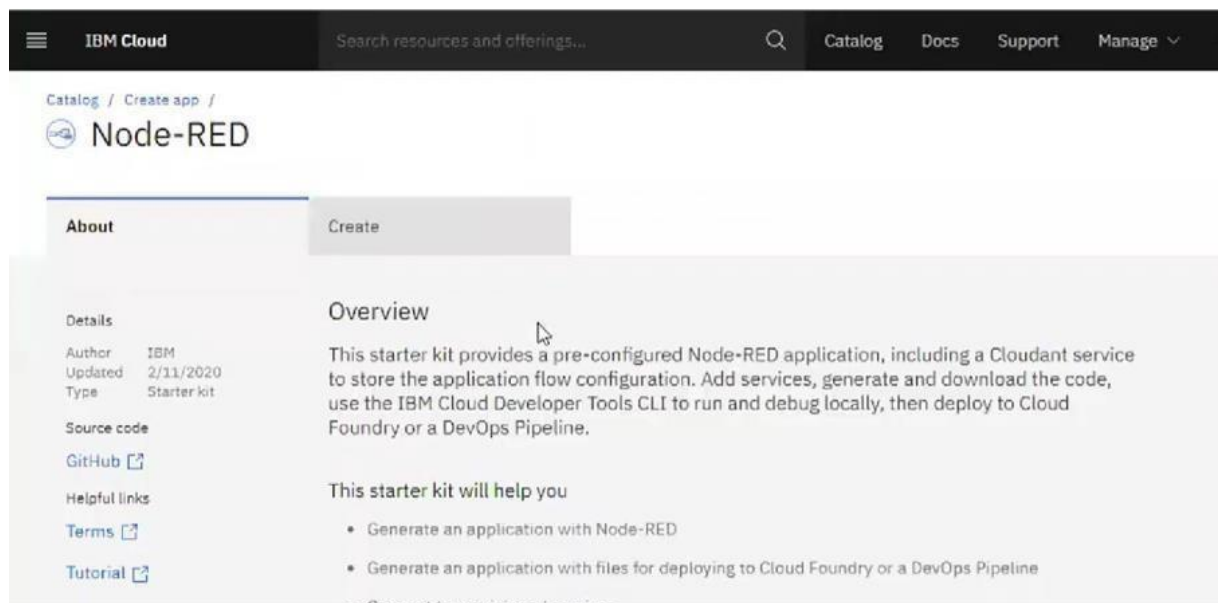 IBM Cloud
Search resources and offerings...
Catalog
Docs
Support
Manage
Catalog / Create app /
Node-RED
About
Create
Details
Author IBM
Updated 2/11/2020
Type Starter kit
Source code
GitHub
Helpful links
Terms
Tutorial
Overview
This starter kit provides a pre-configured Node-RED application, including a Cloudant service
to store the application flow configuration. Add services, generate and download the code,
use the IBM Cloud Developer Tools CLI to run and debug locally, then deploy to Cloud
Foundry or a DevOps Pipeline.
This starter kit will help you
• Generate an application with Node-RED
• Generate an application with files for deploying to Cloud Foundry or a DevOps Pipeline